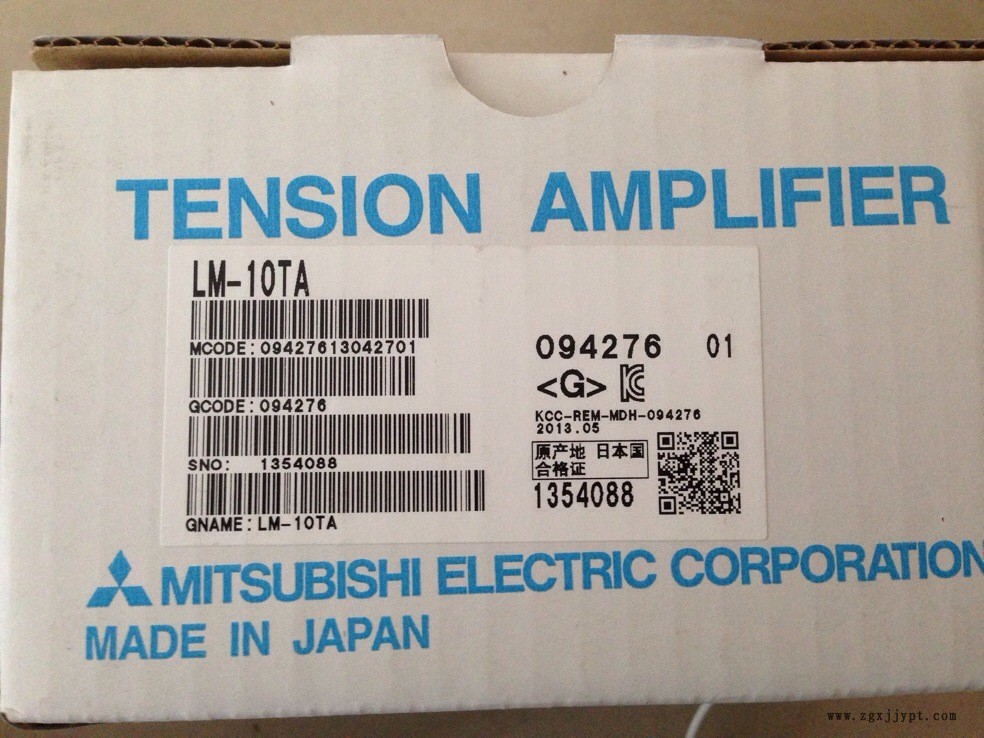 TENSION AMPLIFIER
LM-10TA
MCODE:09427613042701
QCODE:094276
SNO: 1354088
GNAME:LM-10TA
094276 01
<G>
KCC-REM-MDH-094276
2013.05
原产地 日本国
合格证
1354088
MITSUBISHI ELECTRIC CORPORATION
MADE IN JAPAN
www.zgxjjypt.com